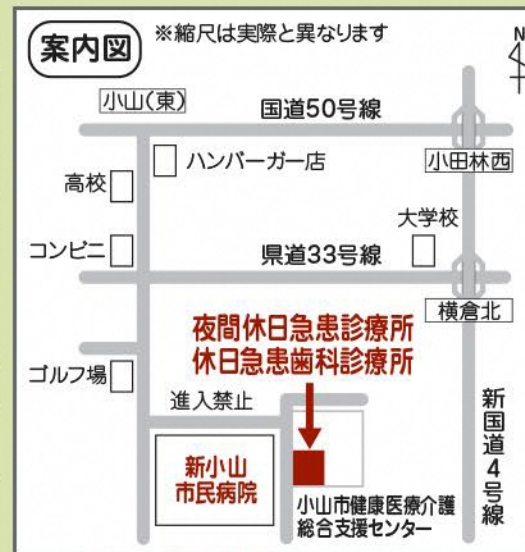 案内図
※縮尺は実際と異なります
N
小山(東)
国道50号線
ハンバーガー店
小田林西
高校
大学校
コンビニ
県道33号線
横倉北
夜間休日急患診療所
休日急患歯科診療所
ゴルフ場
進入禁止
新国道4号線
新小山
市民病院
小山市健康医療介護
総合支援センター